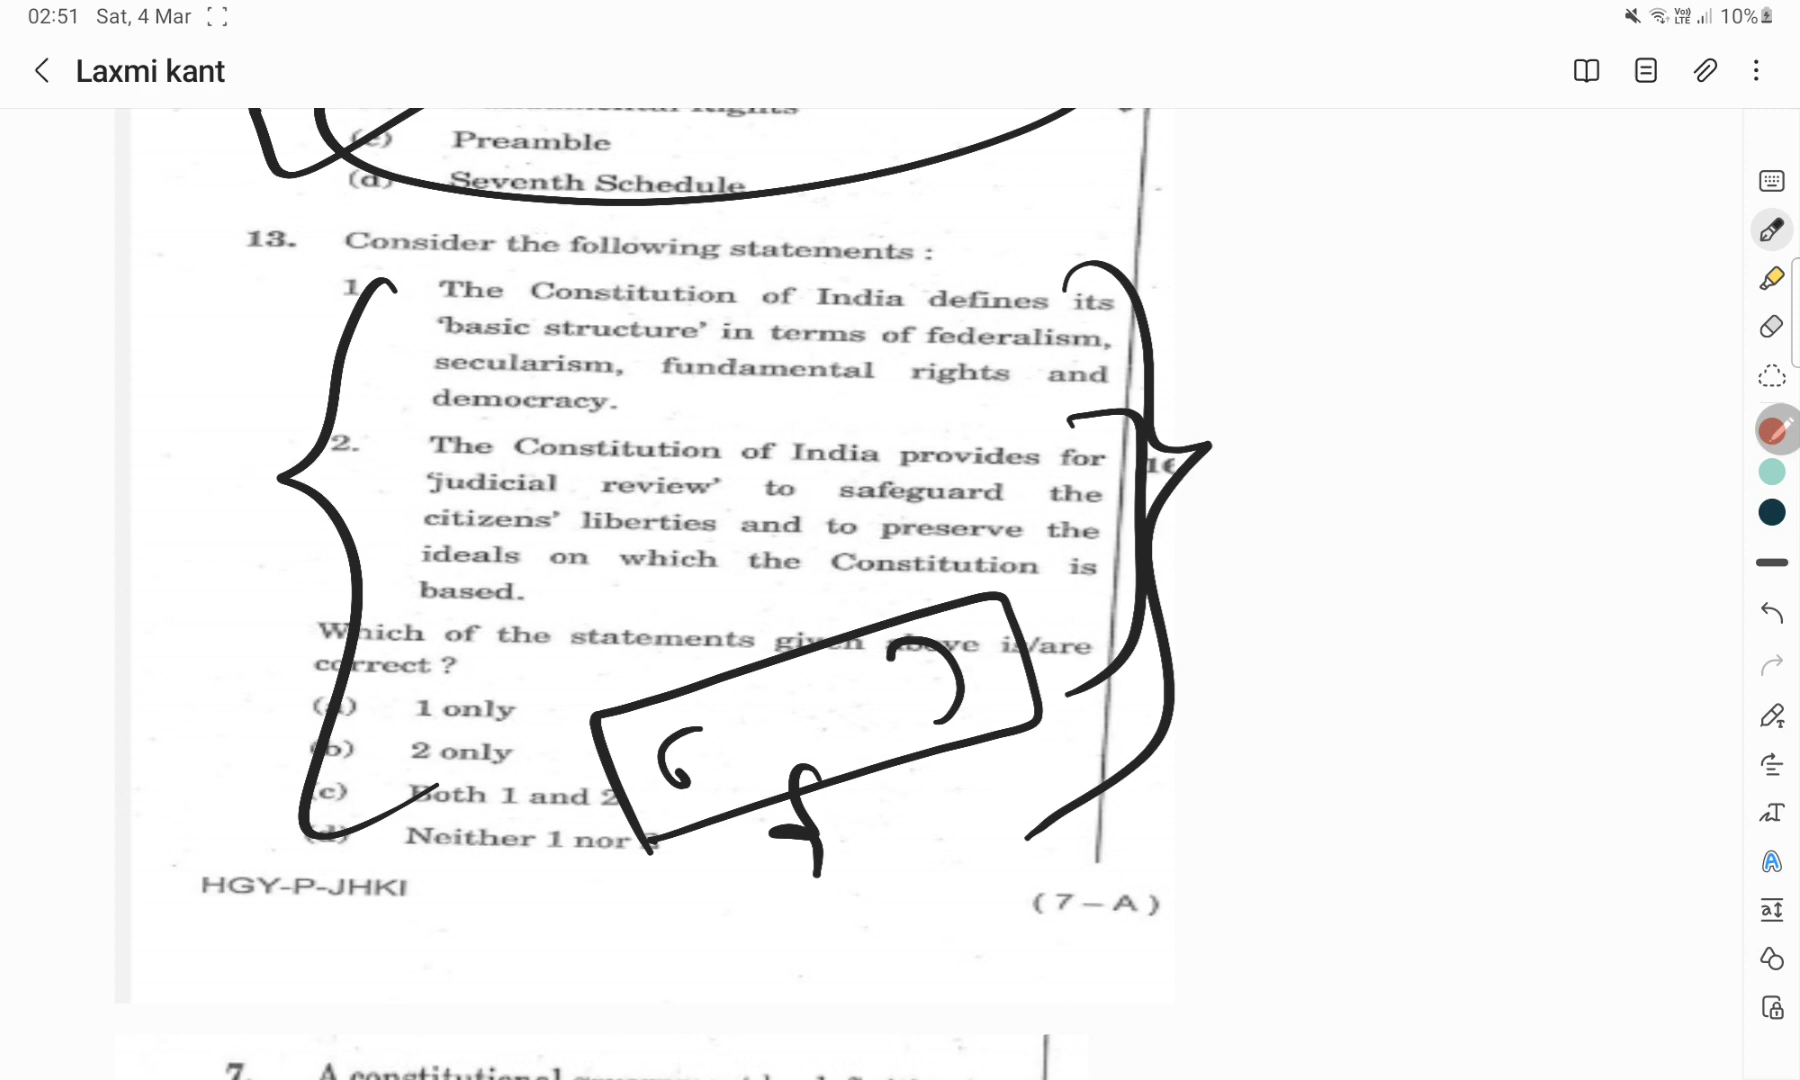 02:51 Sat, 4 Mar
10%
Laxmi kant
Rights
(c) Preamble
(d) Seventh Schedule
13. Consider the following statements :
1. The Constitution of India defines its
'basic structure' in terms of federalism,
secularism, fundamental rights and
democracy.
2. The Constitution of India provides for
'judicial review' to safeguard the
citizens' liberties and to preserve the
ideals on which the Constitution is
based.
Which of the statements given above is/are
correct ?
(a) 1 only
(b) 2 only
(c) Both 1 and 2
(d) Neither 1 nor 2
HGY-P-JHKI
( 7 – A )
7. A constitutional